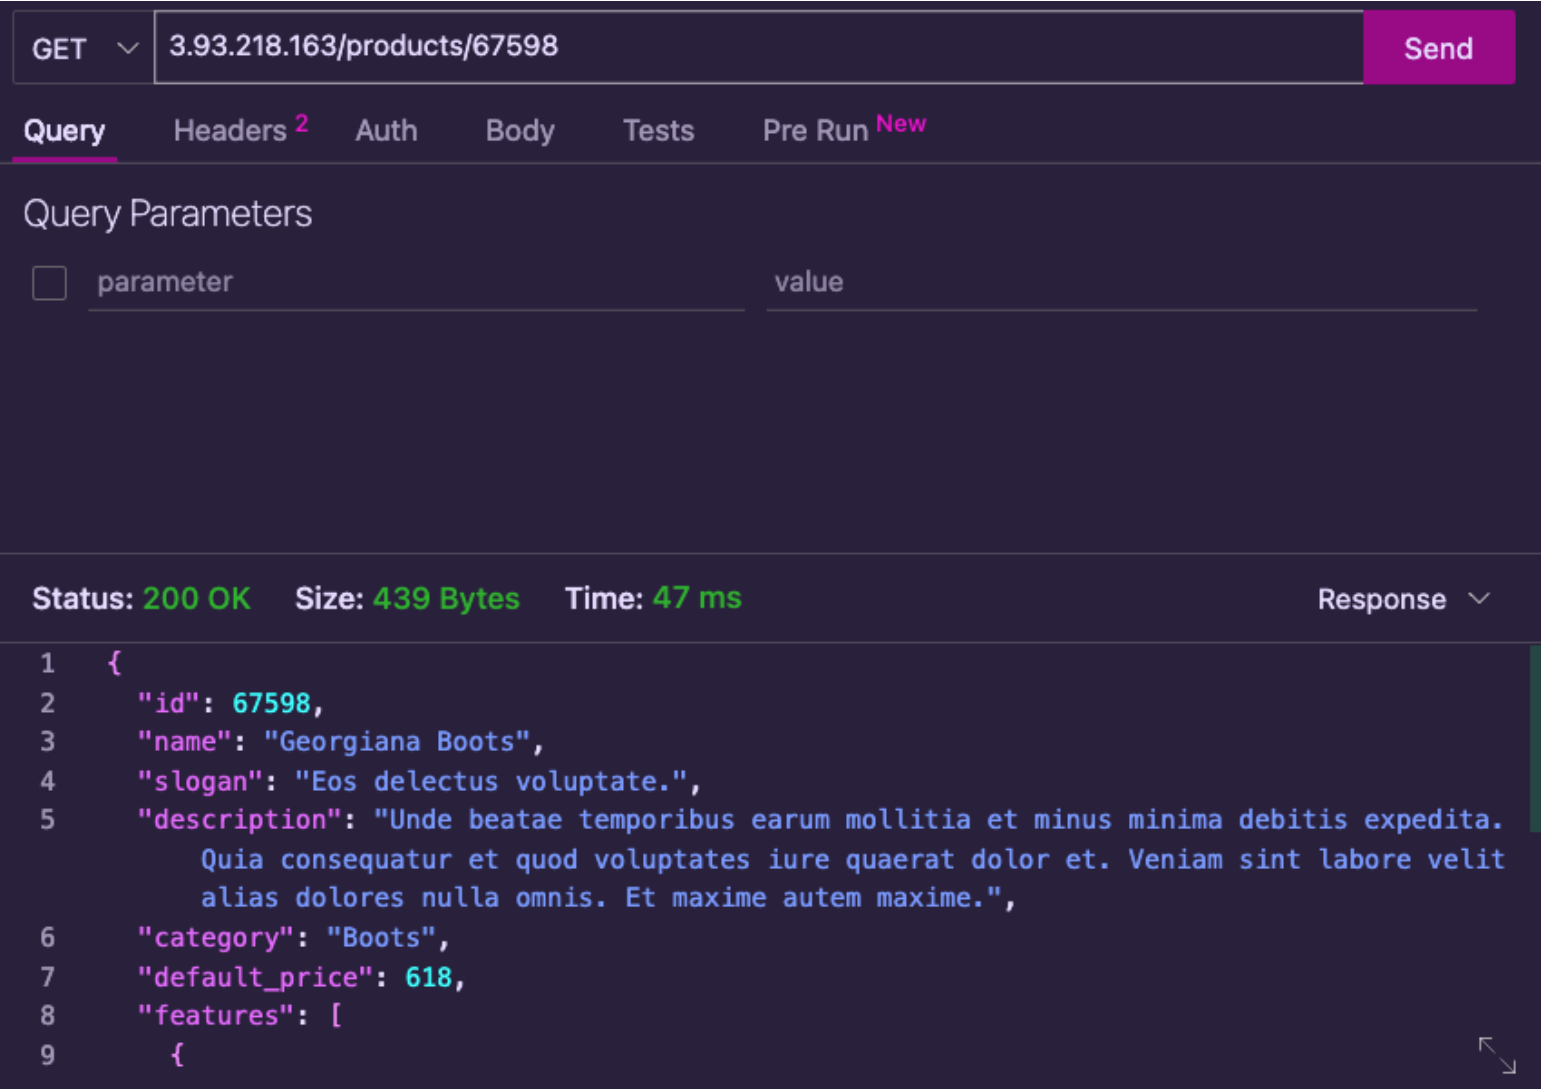 GET 3.93.218.163/products/67598 Send
Query Headers 2 Auth Body Tests Pre Run New
Query Parameters
parameter value
Status: 200 OK Size: 439 Bytes Time: 47 ms Response
1 {
2 "id": 67598,
3 "name": "Georgiana Boots",
4 "slogan": "Eos delectus voluptate.",
5 "description": "Unde beatae temporibus earum mollitia et minus minima debitis expedita.
Quia consequatur et quod voluptates iure quaerat dolor et. Veniam sint labore velit
alias dolores nulla omnis. Et maxime autem maxime.",
6 "category": "Boots",
7 "default_price": 618,
8 "features": [
9 {